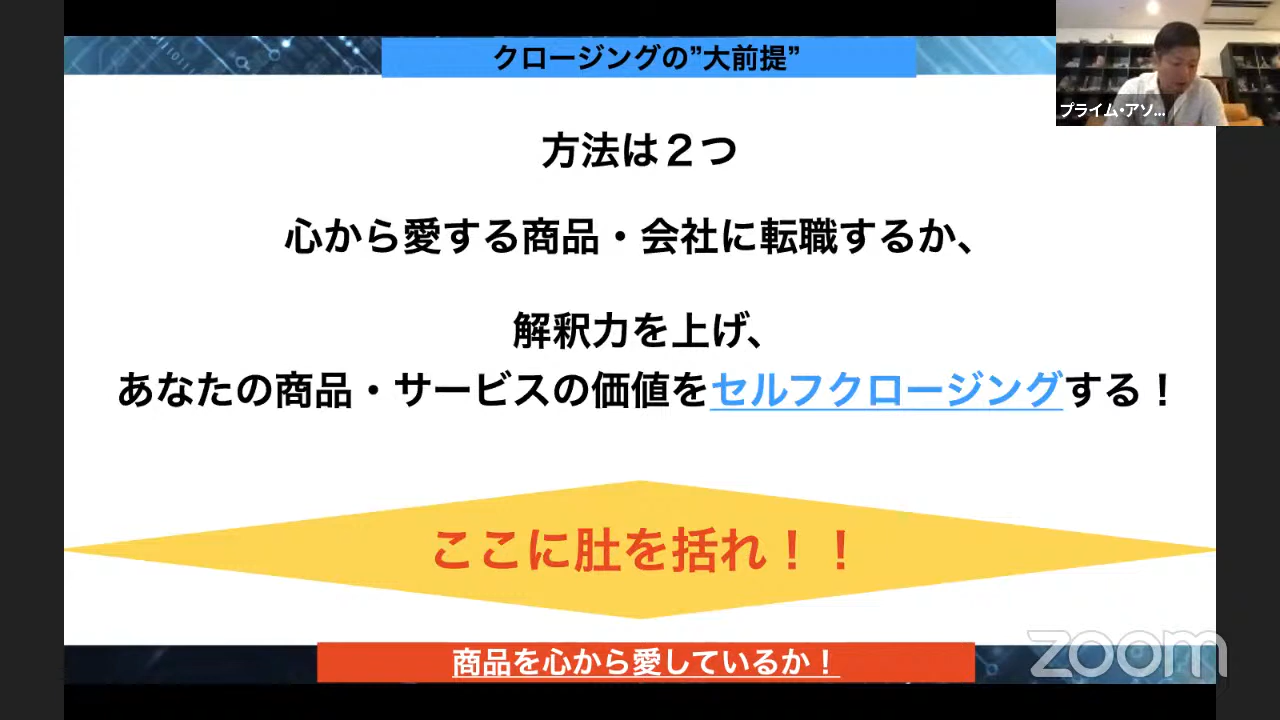 クロージングの”大前提”
プライム・アソ...
方法は２つ
心から愛する商品・会社に転職するか、
解釈力を上げ、
あなたの商品・サービスの価値をセルフクロージングする！
ここに肚を括れ！！
商品を心から愛しているか！
zoom